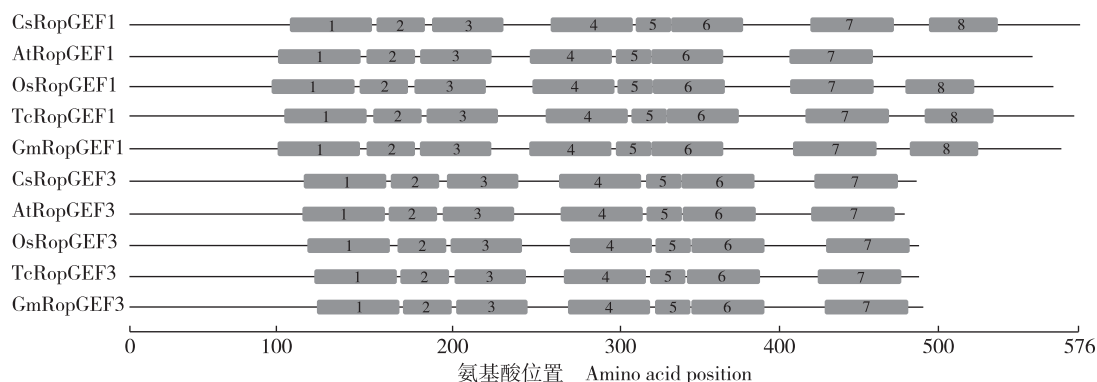 CsRopGEF1 1 2 3 4 5 6 7 8
AtRopGEF1 1 2 3 4 5 6 7
OsRopGEF1 1 2 3 4 5 6 7 8
TcRopGEF1 1 2 3 4 5 6 7 8
GmRopGEF1 1 2 3 4 5 6 7 8
CsRopGEF3 1 2 3 4 5 6 7
AtRopGEF3 1 2 3 4 5 6 7
OsRopGEF3 1 2 3 4 5 6 7
TcRopGEF3 1 2 3 4 5 6 7
GmRopGEF3 1 2 3 4 5 6 7
0 100 200 300 400 500 576
氨基酸位置 Amino acid position